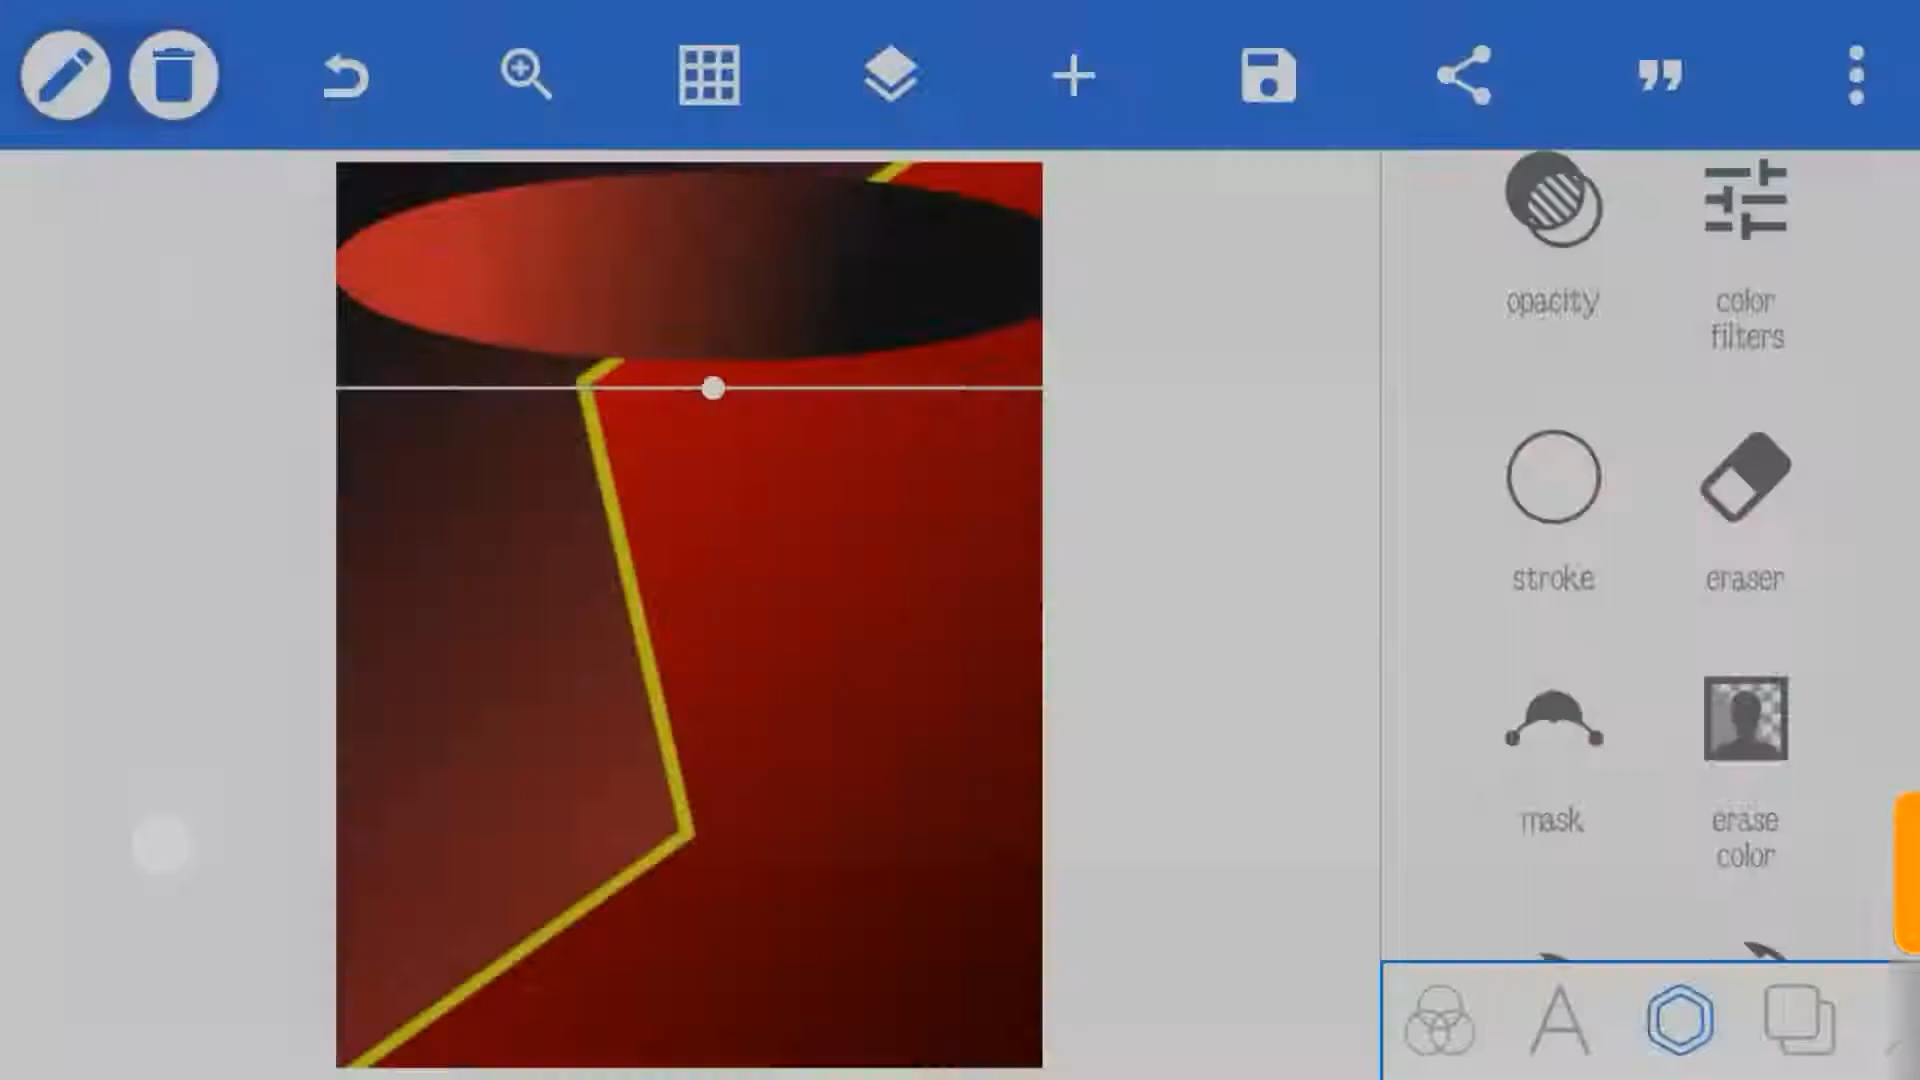 opacity
color
filters
stroke
eraser
mask
erase
color